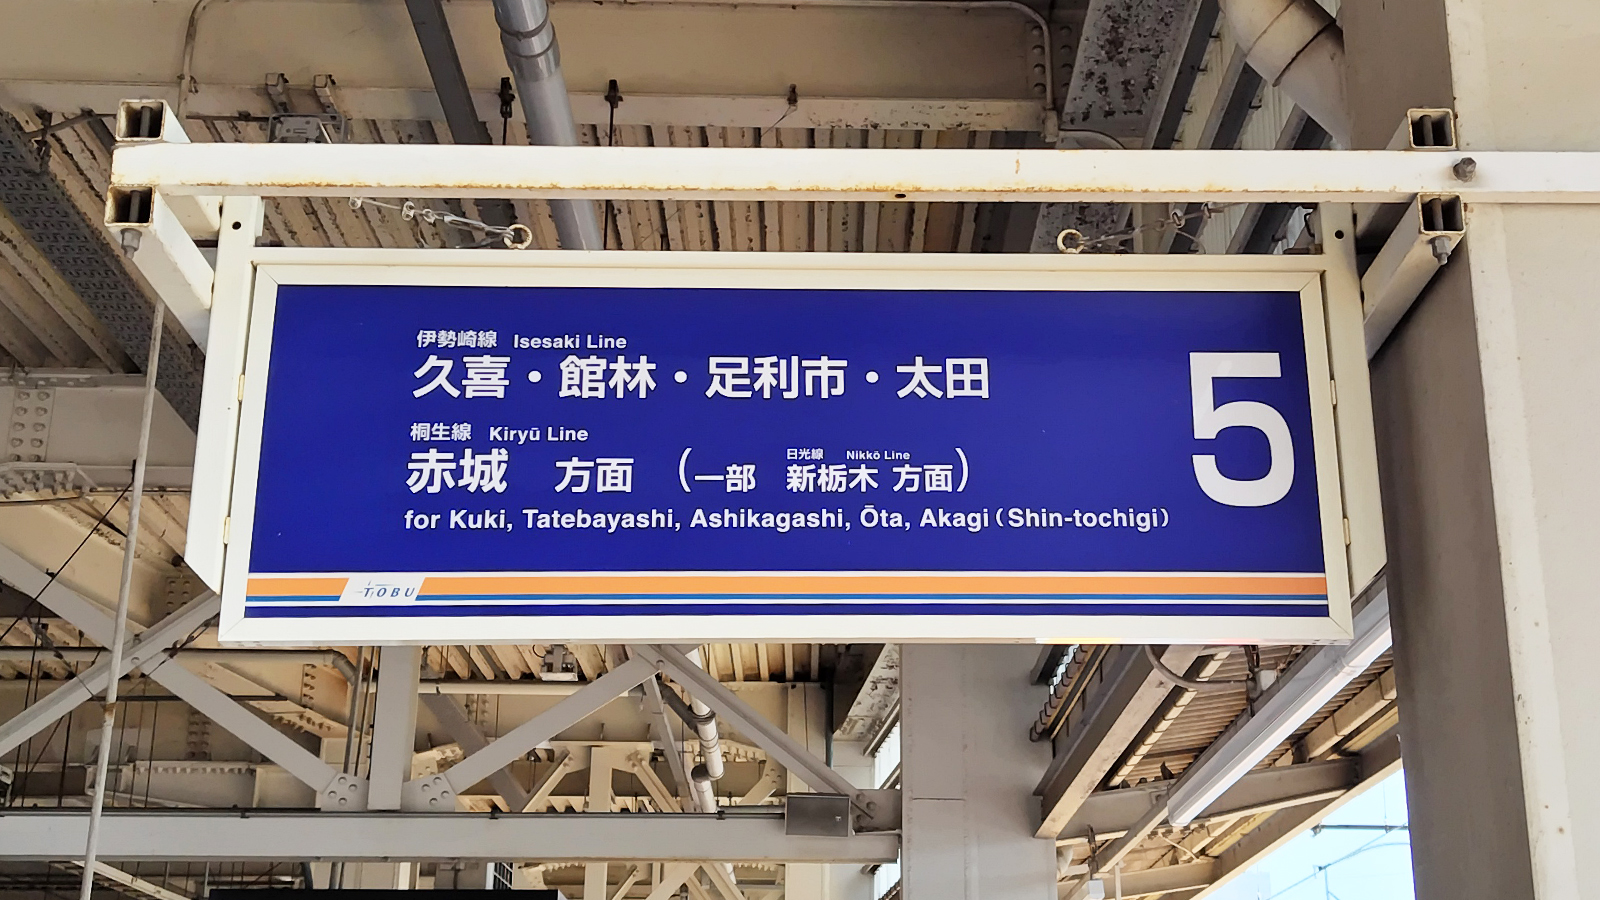 伊勢崎線 Isesaki Line
久喜・館林・足利市・太田
桐生線 Kiryū Line
日光線 Nikkō Line
赤城 方面 （一部 新栃木 方面）
for Kuki, Tatebayashi, Ashikagashi, Ōta, Akagi（Shin-tochigi）
5
TOBU